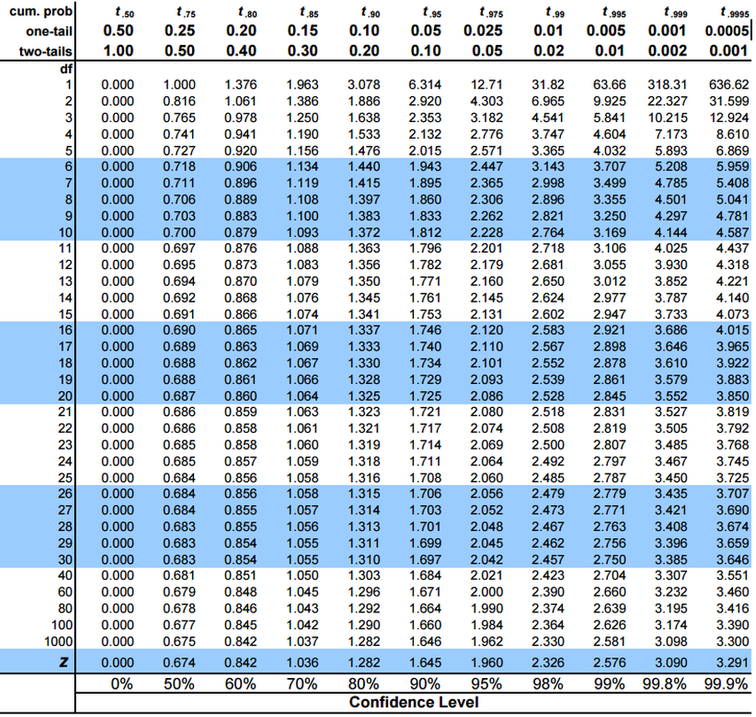 cum. prob t .50 t .75 t .80 t .85 t .90 t .95 t .975 t .99 t .995 t .999 t .9995
one-tail 0.50 0.25 0.20 0.15 0.10 0.05 0.025 0.01 0.005 0.001 0.0005
two-tails 1.00 0.50 0.40 0.30 0.20 0.10 0.05 0.02 0.01 0.002 0.001
df
1 0.000 1.000 1.376 1.963 3.078 6.314 12.71 31.82 63.66 318.31 636.62
2 0.000 0.816 1.061 1.386 1.886 2.920 4.303 6.965 9.925 22.327 31.599
3 0.000 0.765 0.978 1.250 1.638 2.353 3.182 4.541 5.841 10.215 12.924
4 0.000 0.741 0.941 1.190 1.533 2.132 2.776 3.747 4.604 7.173 8.610
5 0.000 0.727 0.920 1.156 1.476 2.015 2.571 3.365 4.032 5.893 6.869
6 0.000 0.718 0.906 1.134 1.440 1.943 2.447 3.143 3.707 5.208 5.959
7 0.000 0.711 0.896 1.119 1.415 1.895 2.365 2.998 3.499 4.785 5.408
8 0.000 0.706 0.889 1.108 1.397 1.860 2.306 2.896 3.355 4.501 5.041
9 0.000 0.703 0.883 1.100 1.383 1.833 2.262 2.821 3.250 4.297 4.781
10 0.000 0.700 0.879 1.093 1.372 1.812 2.228 2.764 3.169 4.144 4.587
11 0.000 0.697 0.876 1.088 1.363 1.796 2.201 2.718 3.106 4.025 4.437
12 0.000 0.695 0.873 1.083 1.356 1.782 2.179 2.681 3.055 3.930 4.318
13 0.000 0.694 0.870 1.079 1.350 1.771 2.160 2.650 3.012 3.852 4.221
14 0.000 0.692 0.868 1.076 1.345 1.761 2.145 2.624 2.977 3.787 4.140
15 0.000 0.691 0.866 1.074 1.341 1.753 2.131 2.602 2.947 3.733 4.073
16 0.000 0.690 0.865 1.071 1.337 1.746 2.120 2.583 2.921 3.686 4.015
17 0.000 0.689 0.863 1.069 1.333 1.740 2.110 2.567 2.898 3.646 3.965
18 0.000 0.688 0.862 1.067 1.330 1.734 2.101 2.552 2.878 3.610 3.922
19 0.000 0.688 0.861 1.066 1.328 1.729 2.093 2.539 2.861 3.579 3.883
20 0.000 0.687 0.860 1.064 1.325 1.725 2.086 2.528 2.845 3.552 3.850
21 0.000 0.686 0.859 1.063 1.323 1.721 2.080 2.518 2.831 3.527 3.819
22 0.000 0.686 0.858 1.061 1.321 1.717 2.074 2.508 2.819 3.505 3.792
23 0.000 0.685 0.858 1.060 1.319 1.714 2.069 2.500 2.807 3.485 3.768
24 0.000 0.685 0.857 1.059 1.318 1.711 2.064 2.492 2.797 3.467 3.745
25 0.000 0.684 0.856 1.058 1.316 1.708 2.060 2.485 2.787 3.450 3.725
26 0.000 0.684 0.856 1.058 1.315 1.706 2.056 2.479 2.779 3.435 3.707
27 0.000 0.684 0.855 1.057 1.314 1.703 2.052 2.473 2.771 3.421 3.690
28 0.000 0.683 0.855 1.056 1.313 1.701 2.048 2.467 2.763 3.408 3.674
29 0.000 0.683 0.854 1.055 1.311 1.699 2.045 2.462 2.756 3.396 3.659
30 0.000 0.683 0.854 1.055 1.310 1.697 2.042 2.457 2.750 3.385 3.646
40 0.000 0.681 0.851 1.050 1.303 1.684 2.021 2.423 2.704 3.307 3.551
60 0.000 0.679 0.848 1.045 1.296 1.671 2.000 2.390 2.660 3.232 3.460
80 0.000 0.678 0.846 1.043 1.292 1.664 1.990 2.374 2.639 3.195 3.416
100 0.000 0.677 0.845 1.042 1.290 1.660 1.984 2.364 2.626 3.174 3.390
1000 0.000 0.675 0.842 1.037 1.282 1.646 1.962 2.330 2.581 3.098 3.300
Z 0.000 0.674 0.842 1.036 1.282 1.645 1.960 2.326 2.576 3.090 3.291
0% 50% 60% 70% 80% 90% 95% 98% 99% 99.8% 99.9%
Confidence Level